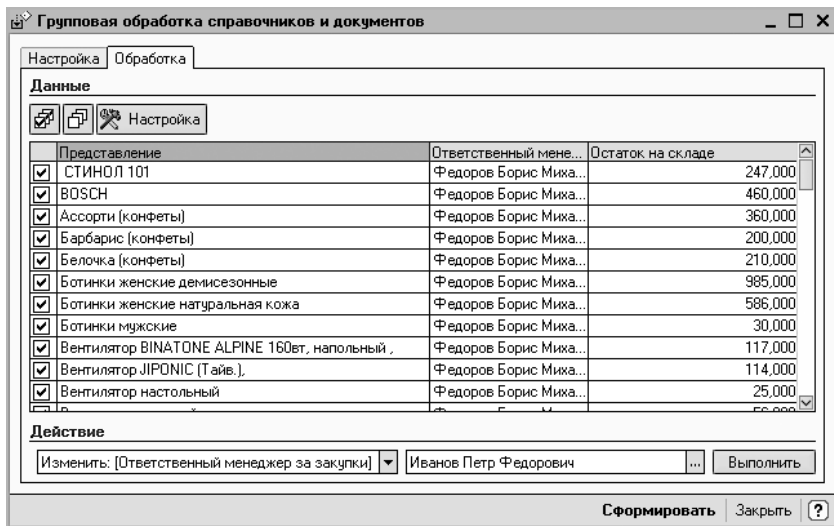 Групповая обработка справочников и документов
Настройка Обработка
Данные
Настройка
Представление Ответственный мене... Остаток на складе
СТИНОЛ 101 Федоров Борис Миха... 247,000
BOSCH Федоров Борис Миха... 460,000
Ассорти (конфеты) Федоров Борис Миха... 360,000
Барбарис (конфеты) Федоров Борис Миха... 200,000
Белочка (конфеты) Федоров Борис Миха... 210,000
Ботинки женские демисезонные Федоров Борис Миха... 985,000
Ботинки женские натуральная кожа Федоров Борис Миха... 586,000
Ботинки мужские Федоров Борис Миха... 30,000
Вентилятор BINATONE ALPINE 160вт, напольный , Федоров Борис Миха... 117,000
Вентилятор JIPONIC (Тайв.), Федоров Борис Миха... 114,000
Вентилятор настольный Федоров Борис Миха... 25,000
Действие
Изменить: [Ответственный менеджер за закупки] Иванов Петр Федорович ... Выполнить
Сформировать Закрыть ?